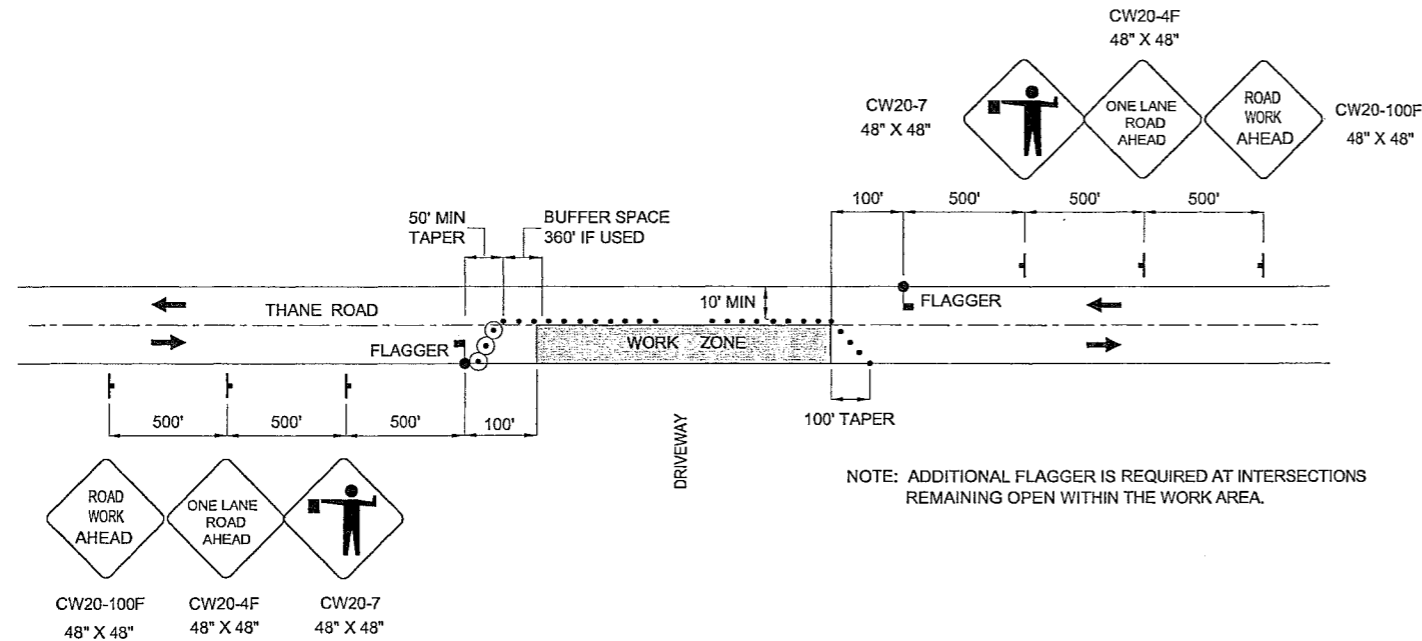 CW20-4F
48" X 48"
CW20-7
48" X 48"
ONE LANE
ROAD
AHEAD
ROAD
WORK
AHEAD
CW20-100F
48" X 48"
100'
500'
500'
500'
50' MIN
TAPER
BUFFER SPACE
360' IF USED
THANE ROAD
10' MIN
FLAGGER
FLAGGER
WORK ZONE
500'
500'
500'
100'
100' TAPER
DRIVEWAY
NOTE: ADDITIONAL FLAGGER IS REQUIRED AT INTERSECTIONS
REMAINING OPEN WITHIN THE WORK AREA.
ROAD
WORK
AHEAD
ONE LANE
ROAD
AHEAD
CW20-100F
48" X 48"
CW20-4F
48" X 48"
CW20-7
48" X 48"